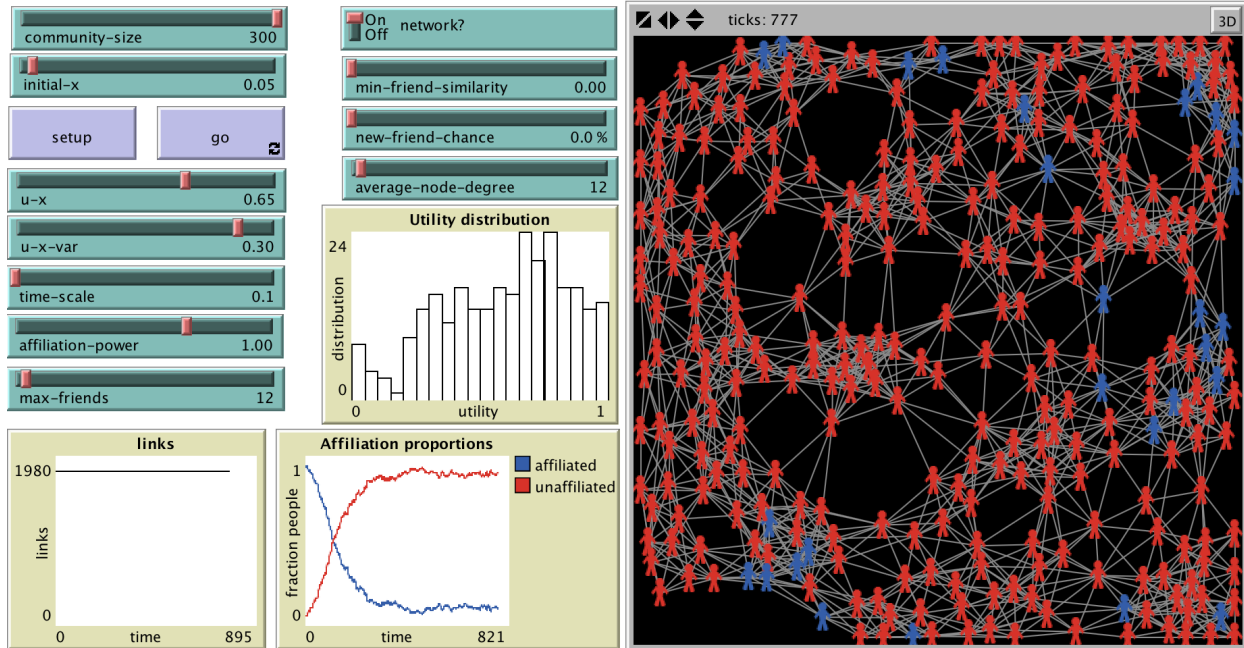 community-size 300
initial-x 0.05
setup
go
u-x 0.65
u-x-var 0.30
time-scale 0.1
affiliation-power 1.00
max-friends 12
On
Off
network?
min-friend-similarity 0.00
new-friend-chance 0.0 %
average-node-degree 12
Utility distribution
24
distribution
0
0 utility 1
links
1980
links
0
0 time 895
Affiliation proportions
1
fraction people
0
0 time 821
affiliated
unaffiliated
ticks: 777
3D